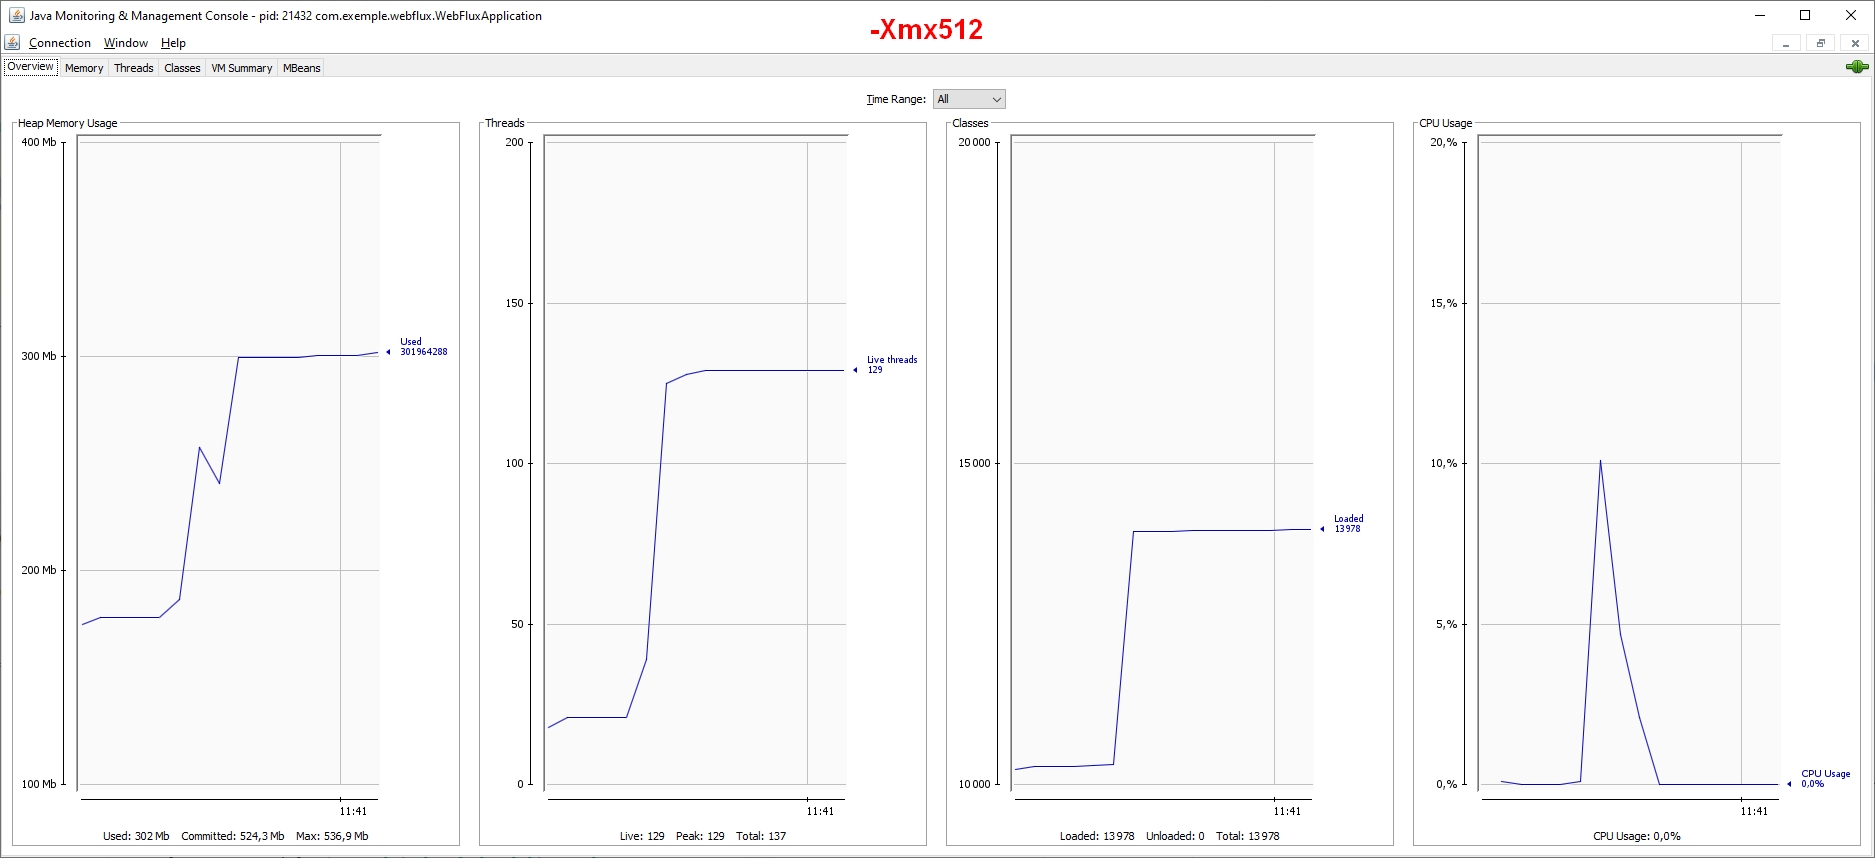 Java Monitoring & Management Console - pid: 21432 com.exemple.webflux.WebFluxApplication
-Xmx512
Connection Window Help
Overview Memory Threads Classes VM Summary MBeans
Time Range: All
Heap Memory Usage
400 Mb
300 Mb
200 Mb
100 Mb
Used
301964288
11:41
Used: 302 Mb Committed: 524,3 Mb Max: 536,9 Mb
Threads
200
150
100
50
0
Live threads
129
11:41
Live: 129 Peak: 129 Total: 137
Classes
20 000
15 000
10 000
Loaded
13 978
11:41
Loaded: 13 978 Unloaded: 0 Total: 13 978
CPU Usage
20,%
15,%
10,%
5,%
0,%
CPU Usage
0,0%
11:41
CPU Usage: 0,0%